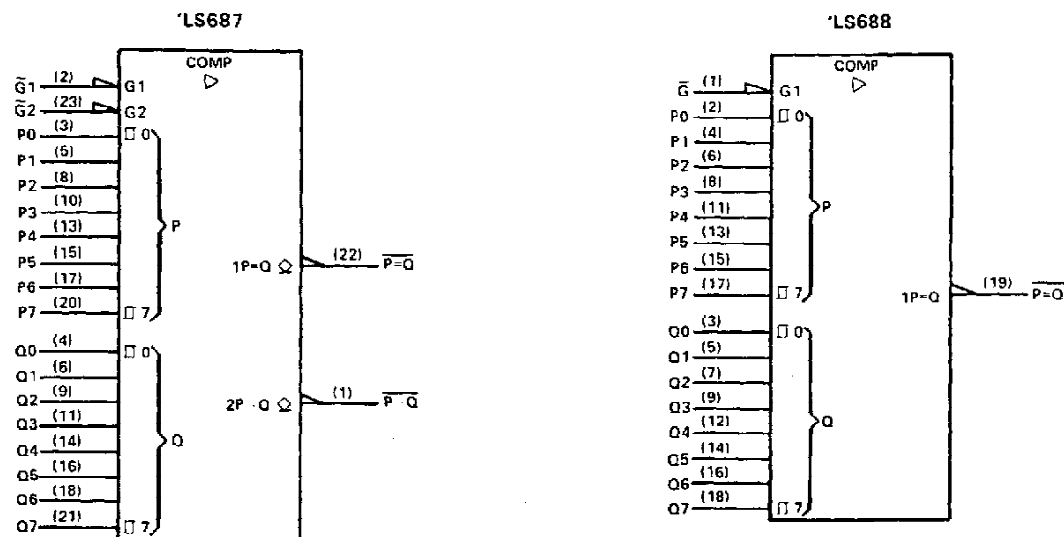 'LS687
COMP
▷
G̅1 (2) G1
G̅2 (23) G2
P0 (3) 0
P1 (5)
P2 (8)
P3 (10)
P4 (13)
P
P5 (15)
P6 (17)
P7 (20) 7
1P=Q (22) P=Q
Q0 (4) 0
Q1 (6)
Q2 (9)
Q3 (11)
2P Q (1) P Q
Q4 (14)
Q
Q5 (16)
Q6 (18)
Q7 (21) 7
'LS688
COMP
▷
G̅ (1) G1
P0 (2) 0
P1 (4)
P2 (6)
P3 (8)
P
P4 (11)
P5 (13)
P6 (15)
P7 (17) 7
1P=Q (19) P=Q
Q0 (3) 0
Q1 (5)
Q2 (7)
Q3 (9)
Q
Q4 (12)
Q5 (14)
Q6 (16)
Q7 (18) 7